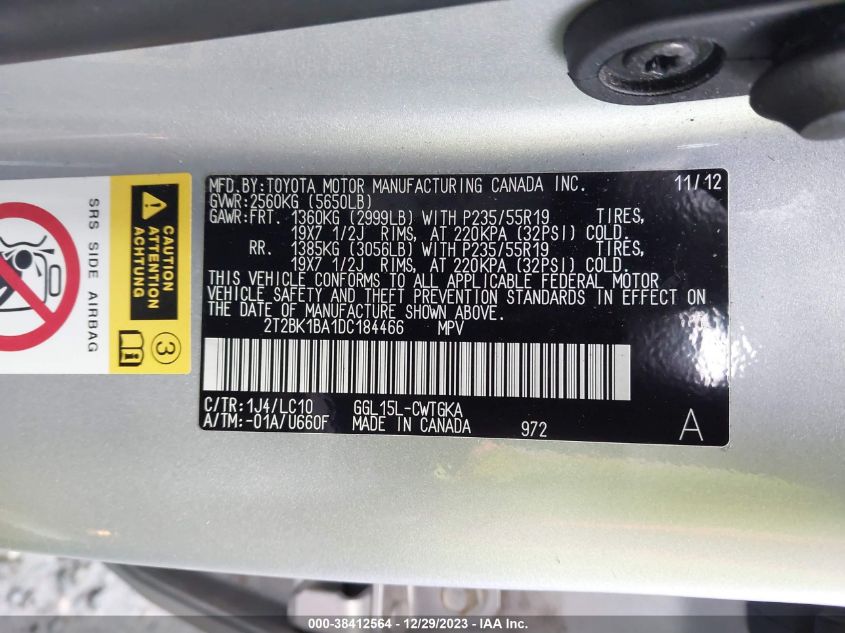 SRS SIDE AIRBAG
CAUTION
ATTENTION
ACHTUNG
3
MFD.BY:TOYOTA MOTOR MANUFACTURING CANADA INC. 11/12
GVWR:2560KG (5650LB)
GAWR:FRT. 1360KG (2999LB) WITH P235/55R19 TIRES,
19X7 1/2J RIMS, AT 220KPA (32PSI) COLD.
RR. 1385KG (3056LB) WITH P235/55R19 TIRES,
19X7 1/2J RIMS, AT 220KPA (32PSI) COLD.
THIS VEHICLE CONFORMS TO ALL APPLICABLE FEDERAL MOTOR
VEHICLE SAFETY AND THEFT PREVENTION STANDARDS IN EFFECT ON
THE DATE OF MANUFACTURE SHOWN ABOVE.
2T2BK1BA1DC184466 MPV
C/TR:1J4/LC10 GGL15L-CWTGKA
A/TM:-01A/U660F MADE IN CANADA 972 A
000-38412564 - 12/29/2023 - IAA Inc.